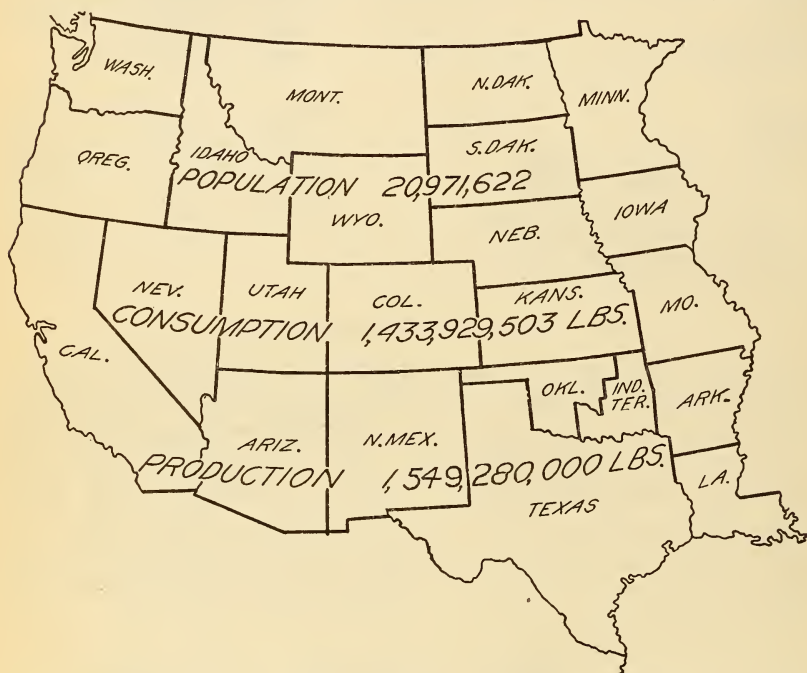 WASH.
MONT.
N.DAK.
MINN.
OREG.
IDAHO
S.DAK.
POPULATION 20,971,622
WYO.
IOWA
NEB.
NEV.
UTAH
COL.
KANS.
MO.
CONSUMPTION 1,433,929,503 LBS.
CAL.
OKL.
IND.
TER.
ARK.
ARIZ.
N.MEX.
PRODUCTION 1,549,280,000 LBS.
LA.
TEXAS